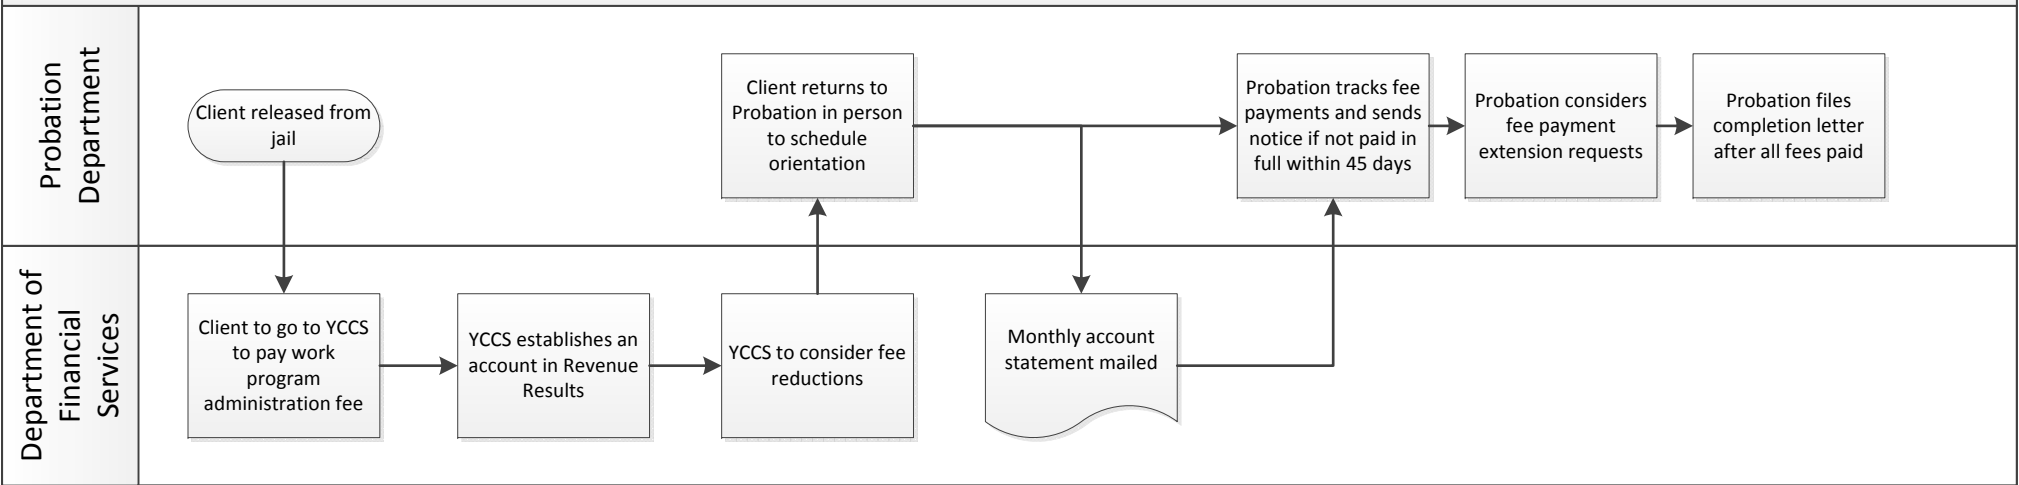 Probation
Department
Client released from
jail
Client returns to
Probation in person
to schedule
orientation
Probation tracks fee
payments and sends
notice if not paid in
full within 45 days
Probation considers
fee payment
extension requests
Probation files
completion letter
after all fees paid
Department of
Financial
Services
Client to go to YCCS
to pay work
program
administration fee
YCCS establishes an
account in Revenue
Results
YCCS to consider fee
reductions
Monthly account
statement mailed